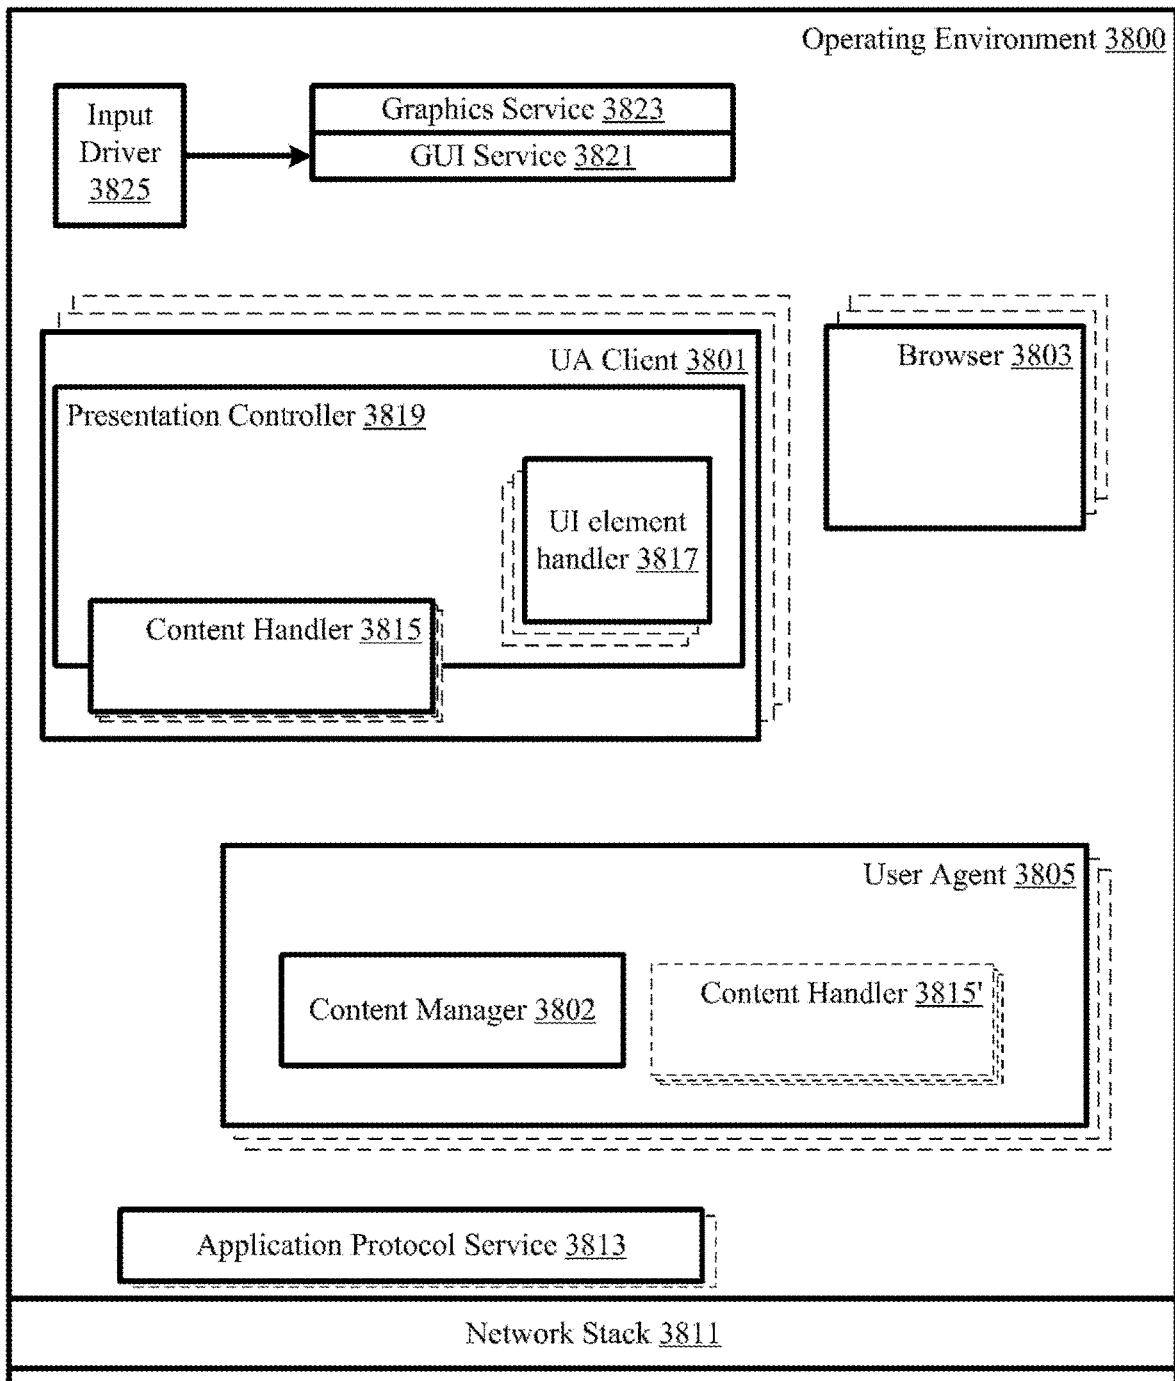 Operating Environment 3800
Input
Driver
3825
Graphics Service 3823
GUI Service 3821
UA Client 3801
Browser 3803
Presentation Controller 3819
UI element
handler 3817
Content Handler 3815
User Agent 3805
Content Manager 3802
Content Handler 3815'
Application Protocol Service 3813
Network Stack 3811